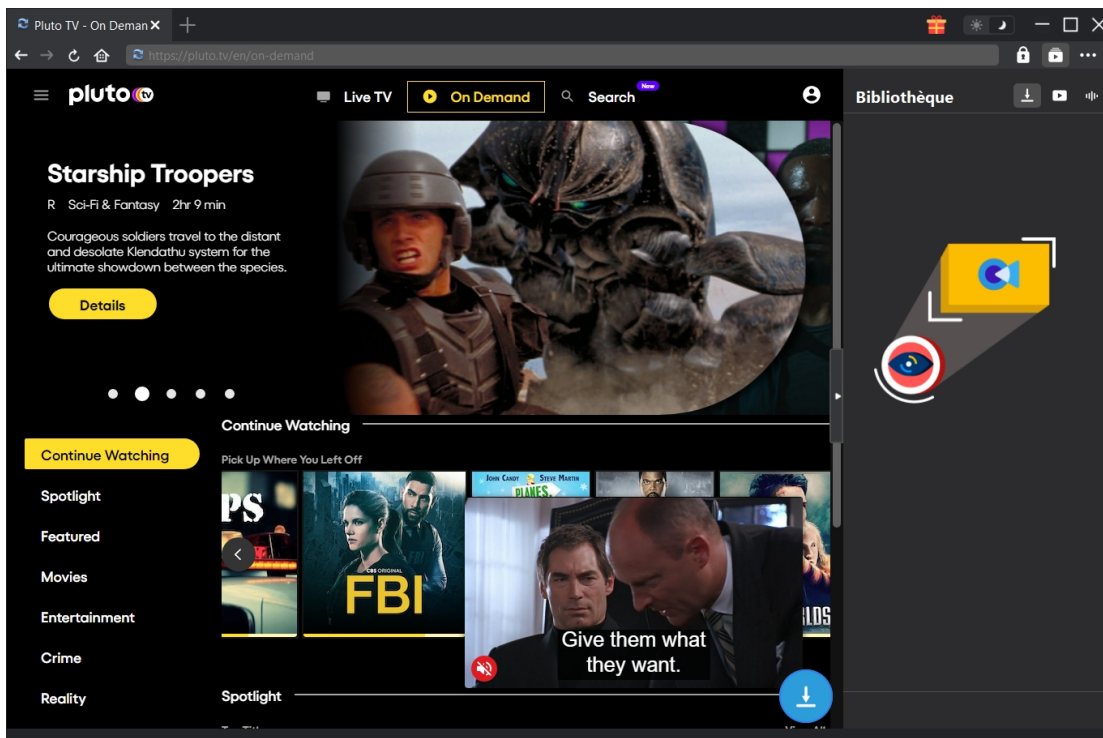 Pluto TV - On Deman
https://pluto.tv/en/on-demand
pluto tv
Live TV
On Demand
Search
New
Bibliothèque
Starship Troopers
R Sci-Fi & Fantasy 2hr 9 min
Courageous soldiers travel to the distant
and desolate Klendathu system for the
ultimate showdown between the species.
Details
Continue Watching
Pick Up Where You Left Off
Continue Watching
Spotlight
Featured
Movies
Entertainment
Crime
Reality
PS
CBS ORIGINAL
FBI
JOHN CANDY STEVE MARTIN
PLANES,
LDS
Give them what
they want.
Spotlight